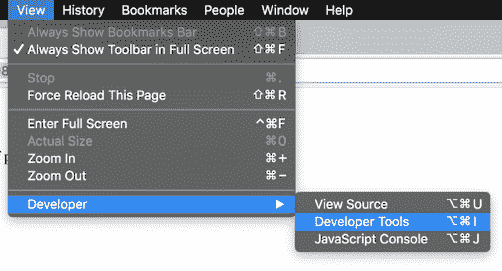 View History Bookmarks People Window Help
Always Show Bookmarks Bar ⇧⌘B
✓ Always Show Toolbar in Full Screen ⇧⌘F
Stop ⌘.
Force Reload This Page ⇧⌘R
Enter Full Screen ^⌘F
Actual Size ⌘0
Zoom In ⌘+
Zoom Out ⌘−
Developer ▶
View Source ⌥⌘U
Developer Tools ⌥⌘I
JavaScript Console ⌥⌘J